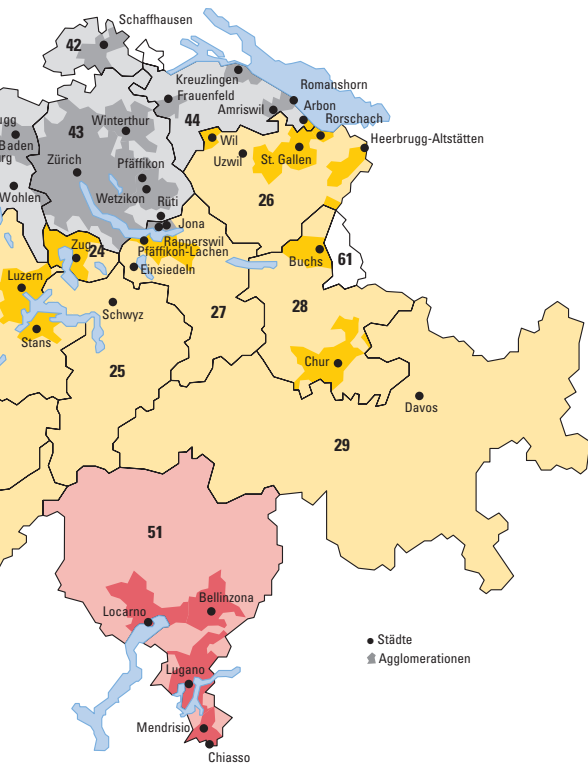 Schaffhausen
42
Kreuzlingen
Romanshorn
Frauenfeld
Amriswil
Arbon
ugg
43
Winterthur
44
Rorschach
Baden
Wil
Heerbrugg-Altstätten
rg
Zürich
Pfäffikon
Uzwil
St. Gallen
Wohlen
Wetzikon
Rüti
26
Jona
Zug
24
Rapperswil
Pfäffikon-Lachen
Buchs
61
Einsiedeln
Luzern
Schwyz
27
28
Stans
25
Chur
Davos
29
51
Bellinzona
Locarno
Städte
Agglomerationen
Lugano
Mendrisio
Chiasso